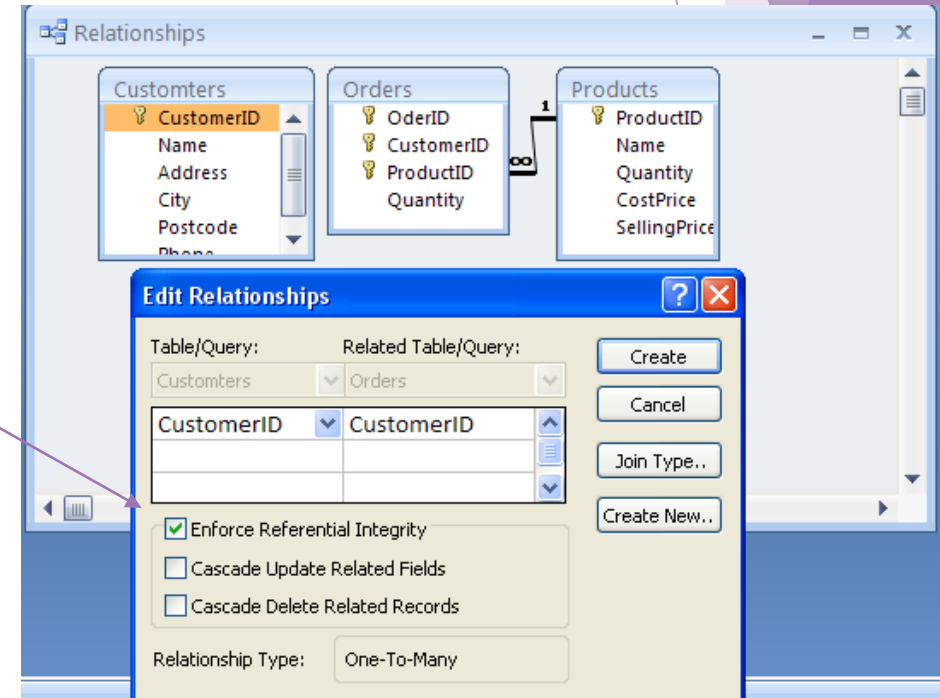 Relationships
Customters
CustomerID
Name
Address
City
Postcode
Phone
Orders
OderID
CustomerID
ProductID
Quantity
1
∞
Products
ProductID
Name
Quantity
CostPrice
SellingPrice
Edit Relationships
Table/Query: Related Table/Query:
Customters Orders
CustomerID CustomerID
Create
Cancel
Join Type..
Create New..
Enforce Referential Integrity
Cascade Update Related Fields
Cascade Delete Related Records
Relationship Type: One-To-Many